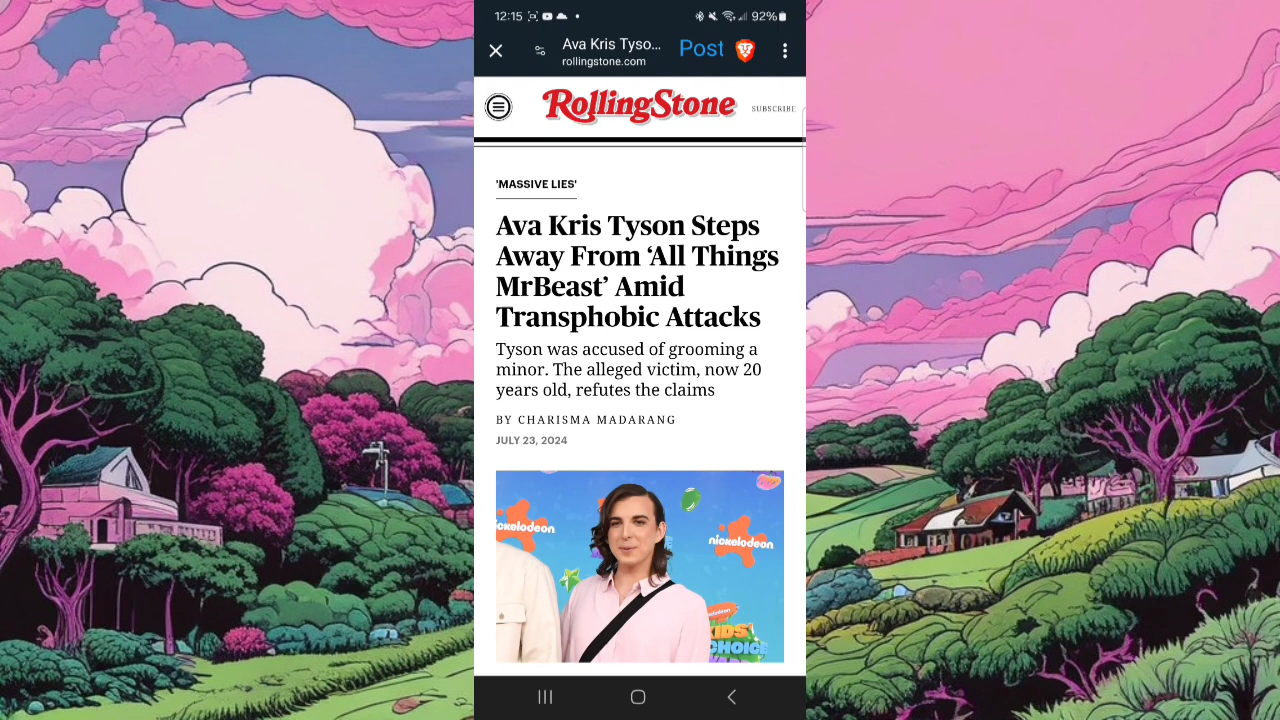 12:15 92%
Ava Kris Tyso... Post
rollingstone.com
RollingStone SUBSCRIBE
'MASSIVE LIES'
Ava Kris Tyson Steps
Away From ‘All Things
MrBeast’ Amid
Transphobic Attacks
Tyson was accused of grooming a
minor. The alleged victim, now 20
years old, refutes the claims
BY CHARISMA MADARANG
JULY 23, 2024
nickelodeon
nickelodeon
KIDS'
CHOICE